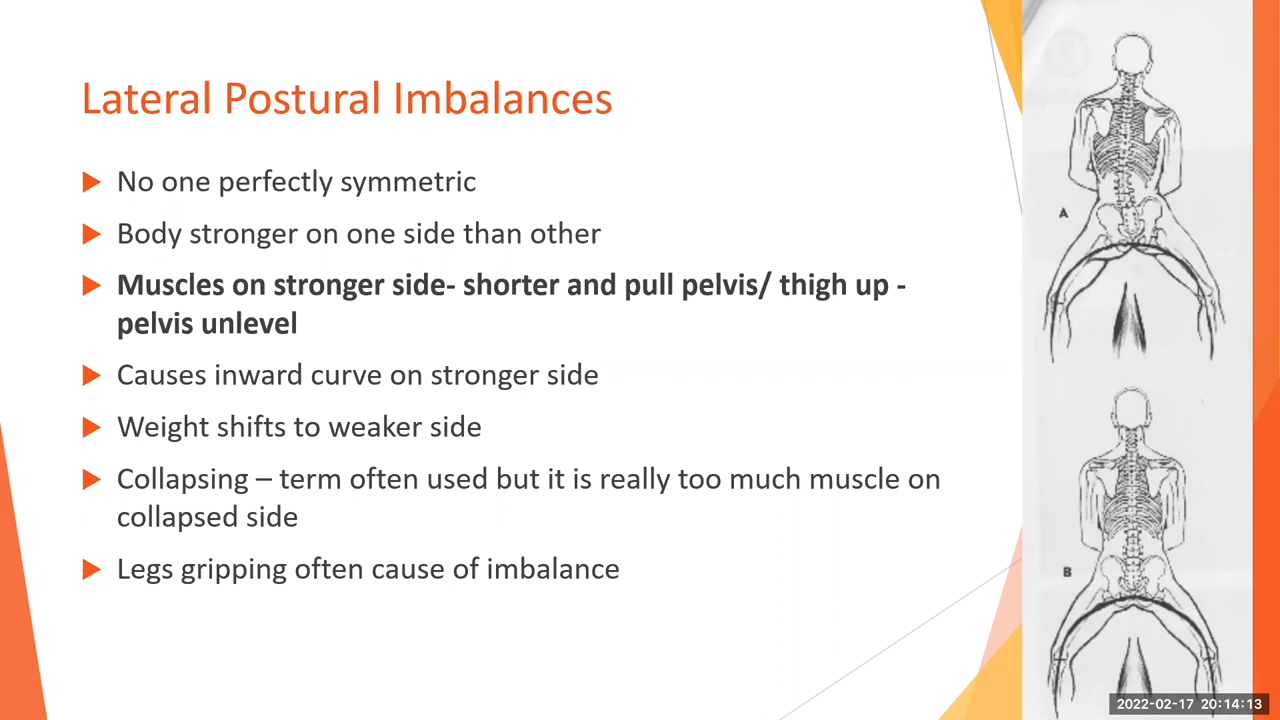 Lateral Postural Imbalances
No one perfectly symmetric
Body stronger on one side than other
Muscles on stronger side- shorter and pull pelvis/ thigh up -
pelvis unlevel
Causes inward curve on stronger side
Weight shifts to weaker side
Collapsing – term often used but it is really too much muscle on
collapsed side
Legs gripping often cause of imbalance
A
B
2022-02-17 20:14:13